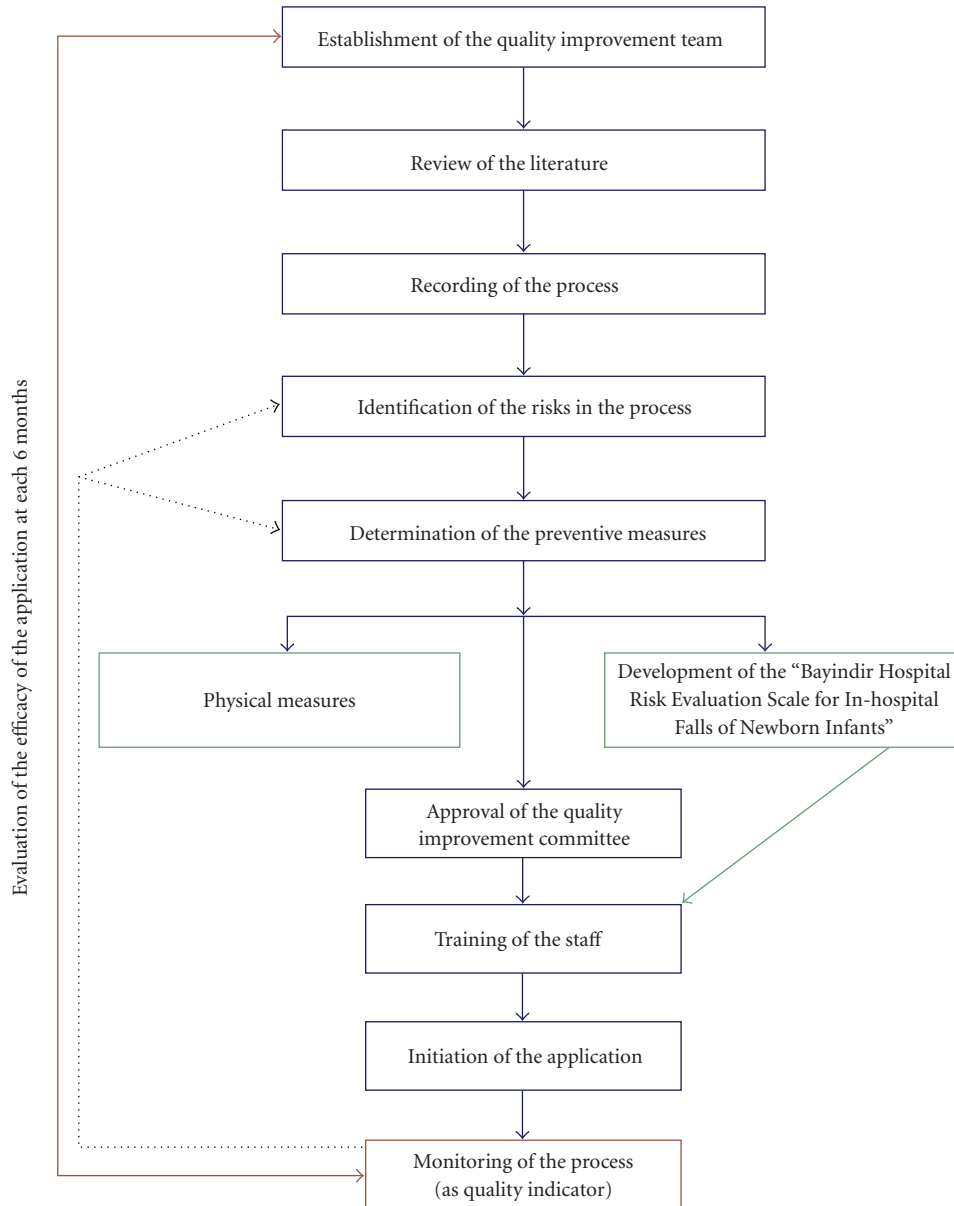 Establishment of the quality improvement team
Review of the literature
Recording of the process
Identification of the risks in the process
Determination of the preventive measures
Physical measures
Development of the “Bayindir Hospital
Risk Evaluation Scale for In-hospital
Falls of Newborn Infants”
Approval of the quality
improvement committee
Training of the staff
Initiation of the application
Monitoring of the process
(as quality indicator)
Evaluation of the efficacy of the application at each 6 months